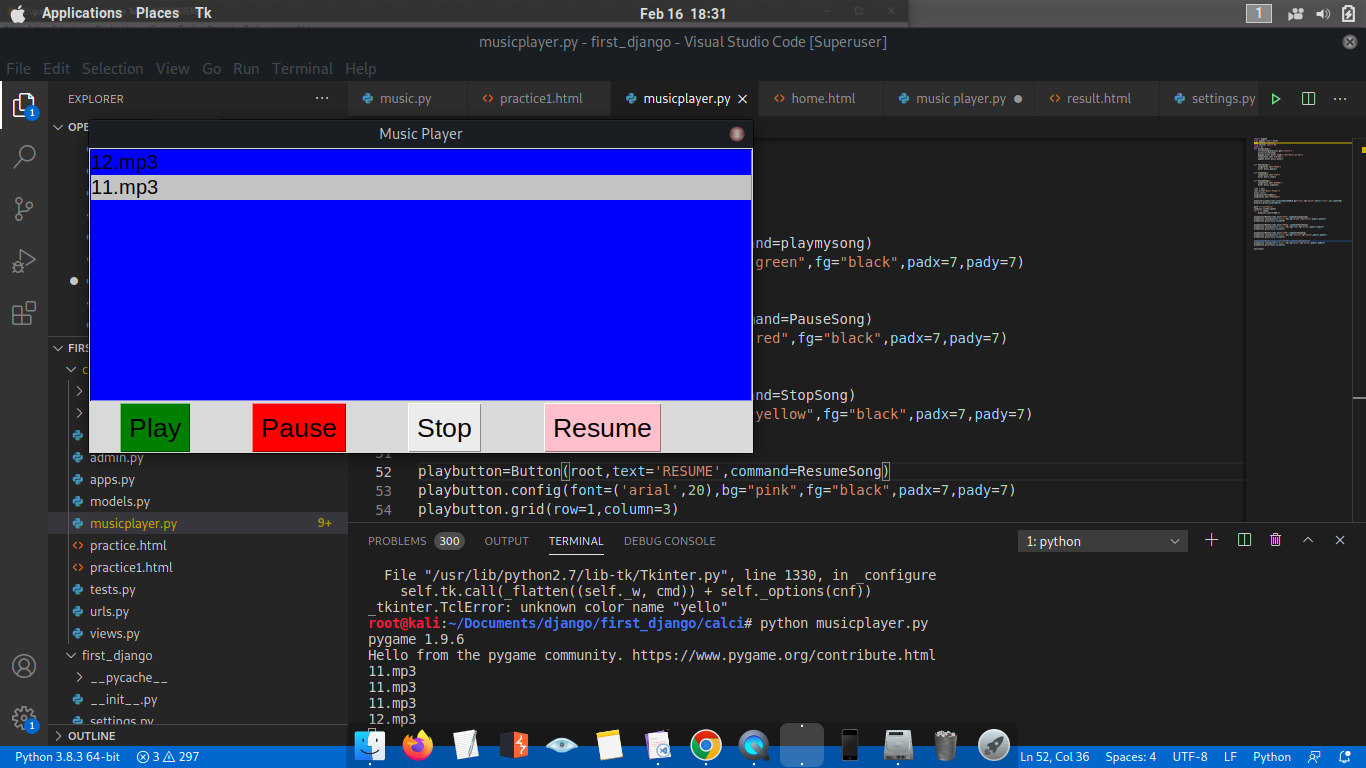 Applications Places Tk
Feb 16 18:31
1
musicplayer.py - first_django - Visual Studio Code [Superuser]
File Edit Selection View Go Run Terminal Help
EXPLORER
music.py
practice1.html
musicplayer.py
home.html
music player.py
result.html
settings.py
1
OPE
Music Player
12.mp3
11.mp3
Play
Pause
Stop
Resume
and=playmysong)
green",fg="black",padx=7,pady=7)
mand=PauseSong)
red",fg="black",padx=7,pady=7)
and=StopSong)
yellow",fg="black",padx=7,pady=7)
51
52 playbutton=Button(root,text='RESUME',command=ResumeSong)
53 playbutton.config(font=('arial',20),bg="pink",fg="black",padx=7,pady=7)
54 playbutton.grid(row=1,column=3)
FIRS
c
admin.py
apps.py
models.py
musicplayer.py 9+
practice.html
practice1.html
tests.py
urls.py
views.py
first_django
__pycache__
__init__.py
settings.py
OUTLINE
1
PROBLEMS 300 OUTPUT TERMINAL DEBUG CONSOLE
1: python
File "/usr/lib/python2.7/lib-tk/Tkinter.py", line 1330, in _configure
self.tk.call(_flatten((self._w, cmd)) + self._options(cnf))
_tkinter.TclError: unknown color name "yello"
root@kali:~/Documents/django/first_django/calci# python musicplayer.py
pygame 1.9.6
Hello from the pygame community. https://www.pygame.org/contribute.html
11.mp3
11.mp3
11.mp3
12.mp3
Python 3.8.3 64-bit
3 297
Ln 52, Col 36
Spaces: 4
UTF-8
LF
Python